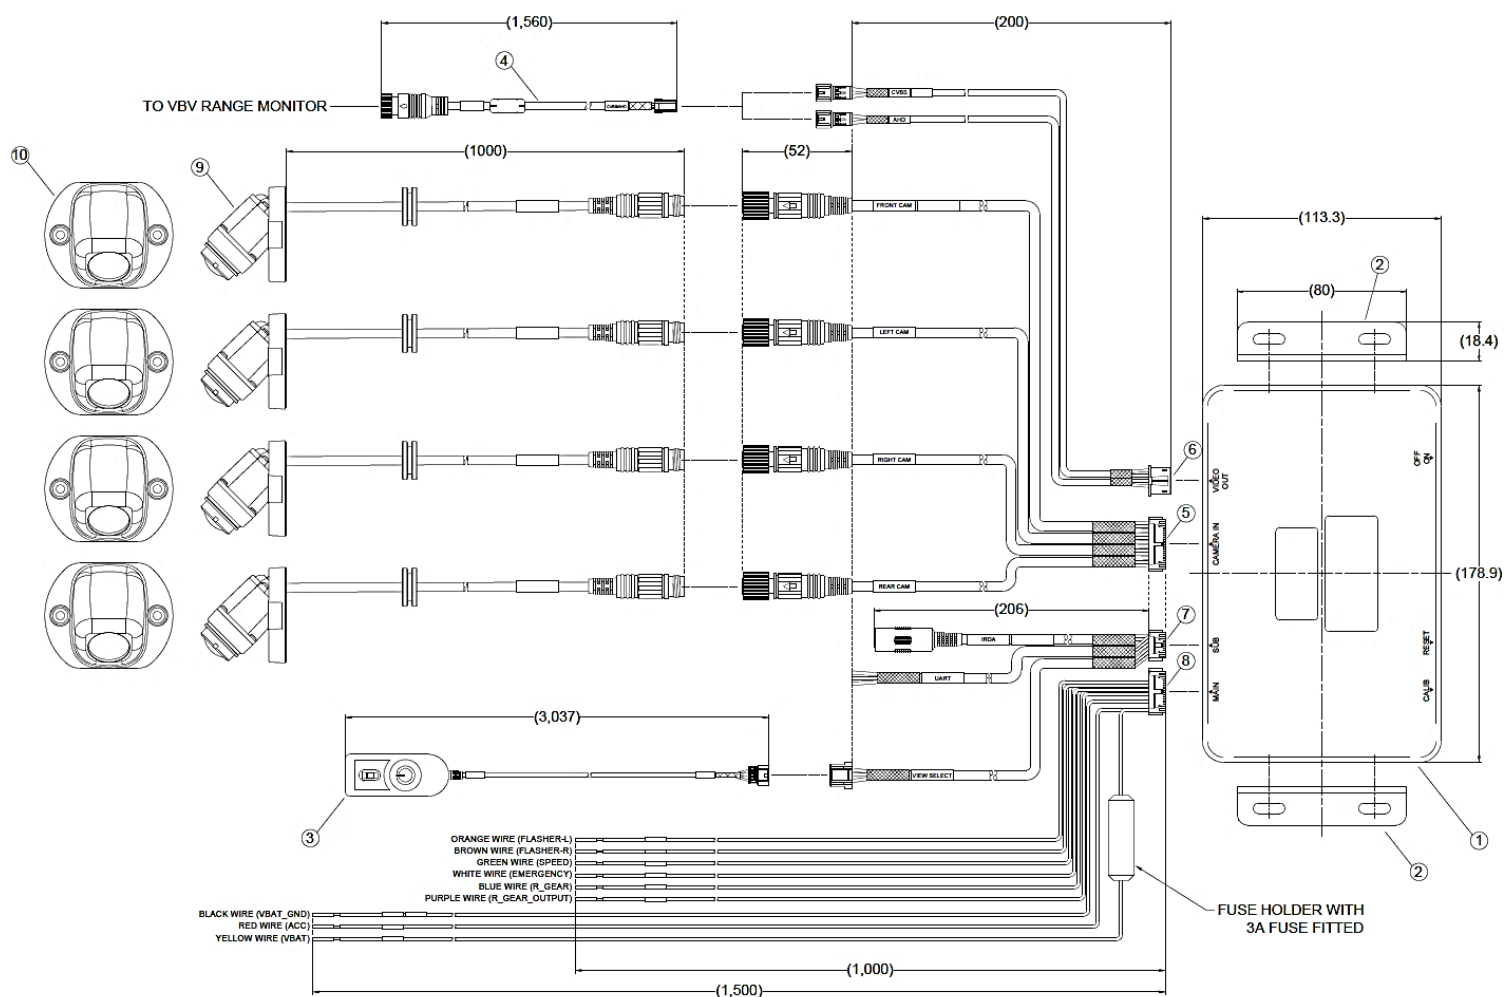 (1,560)
(200)
4
TO VBV RANGE MONITOR
CVBS
AHD
10
9
(1000)
(52)
FRONT CAM
(113.3)
2
(80)
(18.4)
LEFT CAM
RIGHT CAM
6
VIDEO
OUT
OFF
ON
5
CAMERA IN
(178.9)
REAR CAM
(206)
7
IRDA
SUB
RESET
8
UART
MAIN
CALIB
(3,037)
VIEW SELECT
3
1
2
ORANGE WIRE (FLASHER-L)
BROWN WIRE (FLASHER-R)
GREEN WIRE (SPEED)
WHITE WIRE (EMERGENCY)
BLUE WIRE (R_GEAR)
PURPLE WIRE (R_GEAR_OUTPUT)
BLACK WIRE (VBAT_GND)
RED WIRE (ACC)
YELLOW WIRE (VBAT)
FUSE HOLDER WITH
3A FUSE FITTED
(1,000)
(1,500)